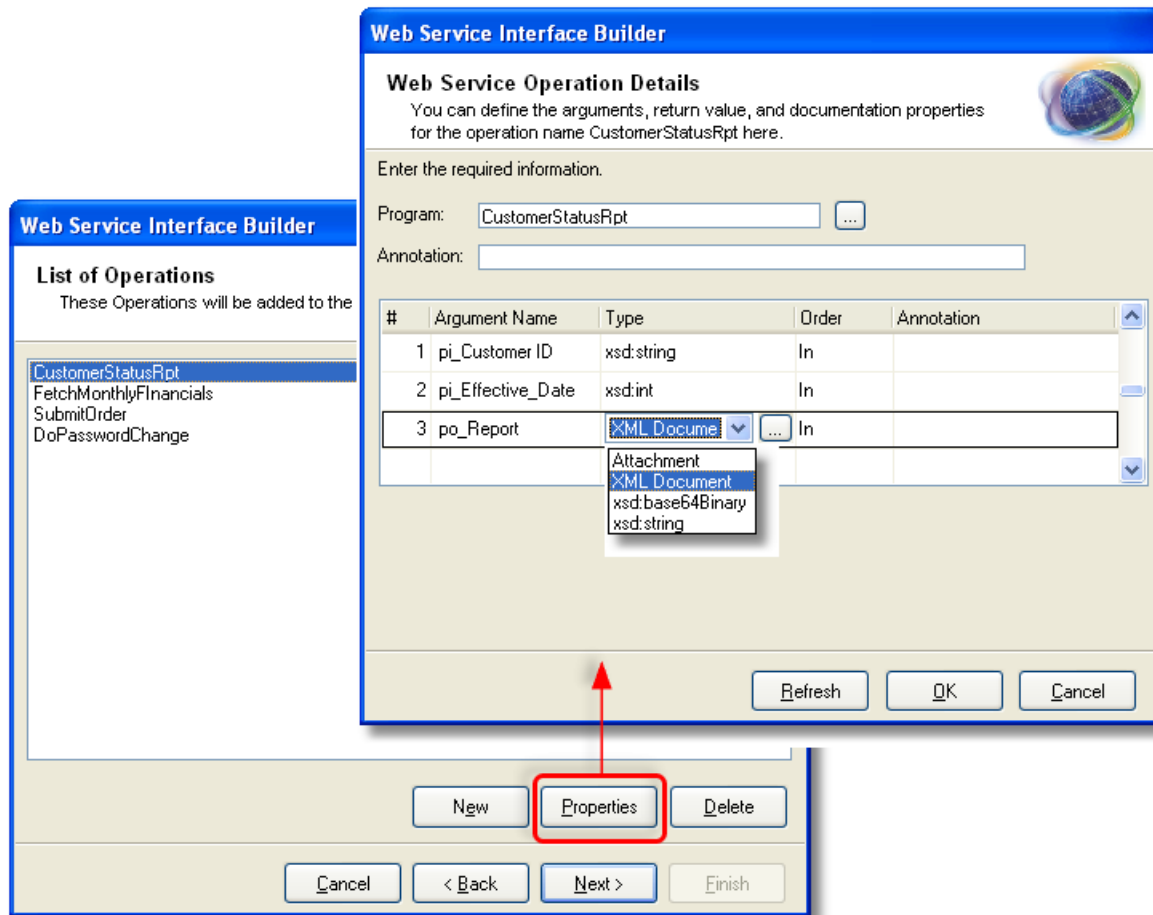 Web Service Interface Builder
Web Service Operation Details
You can define the arguments, return value, and documentation properties
for the operation name CustomerStatusRpt here.
Enter the required information.
Program: CustomerStatusRpt ...
Annotation:
# Argument Name Type Order Annotation
1 pi_Customer ID xsd:string In
2 pi_Effective_Date xsd:int In
3 po_Report XML Docume ... In
Attachment
XML Document
xsd:base64Binary
xsd:string
Refresh OK Cancel
Web Service Interface Builder
List of Operations
These Operations will be added to the
CustomerStatusRpt
FetchMonthlyFInancials
SubmitOrder
DoPasswordChange
New Properties Delete
Cancel < Back Next > Finish